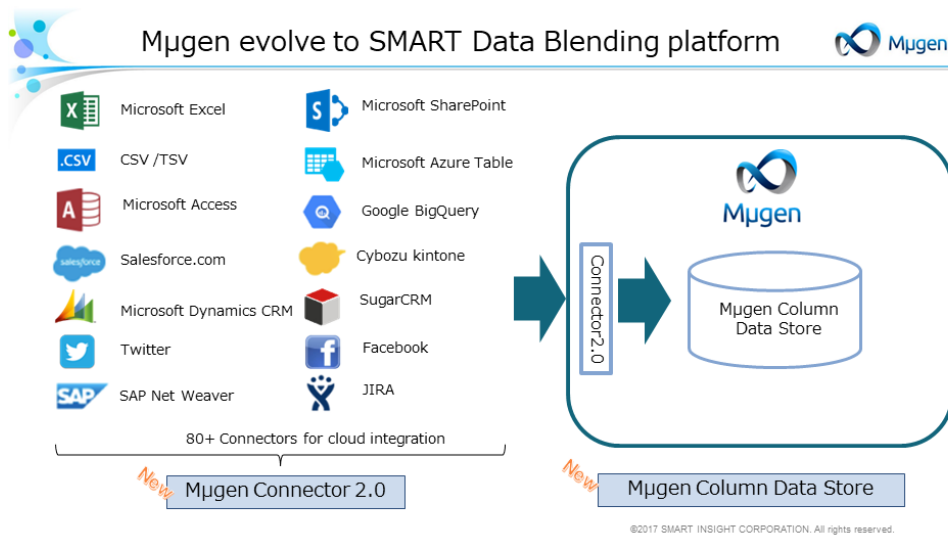 Mμgen evolve to SMART Data Blending platform
Mμgen
Microsoft Excel
Microsoft SharePoint
.CSV
CSV /TSV
Microsoft Azure Table
Microsoft Access
Google BigQuery
salesforce
Salesforce.com
Cybozu kintone
Microsoft Dynamics CRM
SugarCRM
Twitter
Facebook
SAP
SAP Net Weaver
JIRA
80+ Connectors for cloud integration
New
Mμgen Connector 2.0
Mμgen
Connector2.0
Mμgen Column
Data Store
New
Mμgen Column Data Store
©2017 SMART INSIGHT CORPORATION. All rights reserved.